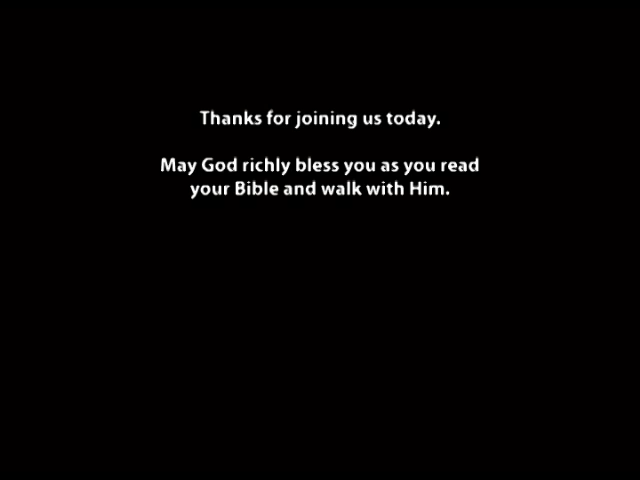 Thanks for joining us today.
May God richly bless you as you read
your Bible and walk with Him.